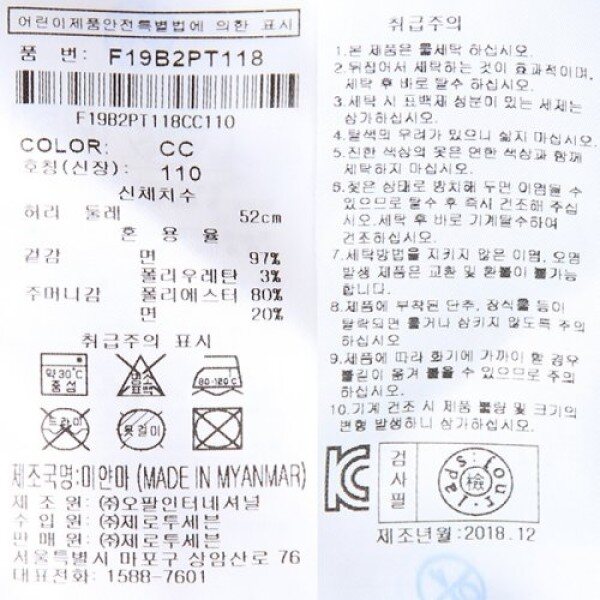 어린이제품안전특별법에 의한 표시
품 번: F19B2PT118
F19B2PT118CC110
COLOR: CC
호칭(신장): 110
신체치수
허리 둘레 52cm
혼 용 율
겉감 면 97%
폴리우레탄 3%
주머니감 폴리에스터 80%
면 20%
취급주의 표시
약30℃
중성
염소
표백
80-120℃
드라이
옷걸이
제조국명:미얀마(MADE IN MYANMAR)
제 조 원: ㈜오팔인터네셔널
수 입 원: ㈜제로투세븐
판 매 원: ㈜제로투세븐
서울특별시 마포구 상암산로 76
대표전화: 1588-7601
취급주의
1.본 제품은 물세탁 하십시오.
2.뒤집어서 세탁하는 것이 효과적이며,
세탁 후 바로 탈수 하십시오.
3.세탁 시 표백제 성분이 있는 세제는
삼가하십시오.
4.탈색의 우려가 있으니 삶지 마십시오.
5.진한 색상의 옷은 연한 색상과 함께
세탁하지 마십시오.
6.젖은 상태로 방치해 두면 이염될 수
있으므로 탈수 후 즉시 건조해 주십
시오.세탁 후 바로 기계탈수하여
건조하십시오.
7.세탁방법을 지키지 않은 이염, 오염
발생 제품은 교환 및 환불이 불가능
합니다.
8.제품에 부착된 단추, 장식물 등이
탈락되면 물거나 삼키지 않도록 주의
하십시오
9.제품에 따라 화기에 가까이 할 경우
불길이 옮겨 붙을 수 있으므로 주의
하십시오.
10.기계 건조 시 제품 뿔량 및 크기의
변형 발생하니 삼가하십시오.
검사필
檢
제조년월:2018.12